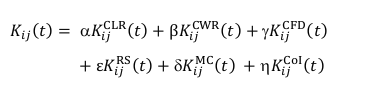 K_{ij}(t) = αK_{ij}^{CLR}(t) + βK_{ij}^{CWR}(t) + γK_{ij}^{CFD}(t)
+ εK_{ij}^{RS}(t) + δK_{ij}^{MC}(t) + ηK_{ij}^{CoI}(t)